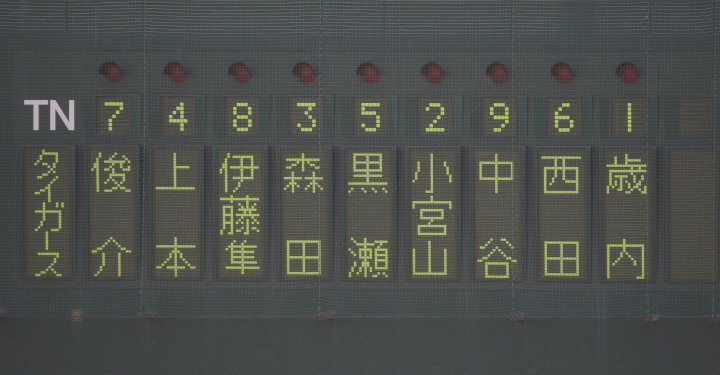 TN 7 4 8 3 5 2 9 6 1
タイガース
俊介
上本
伊藤隼
森田
黒瀬
小宮山
中谷
西田
歳内